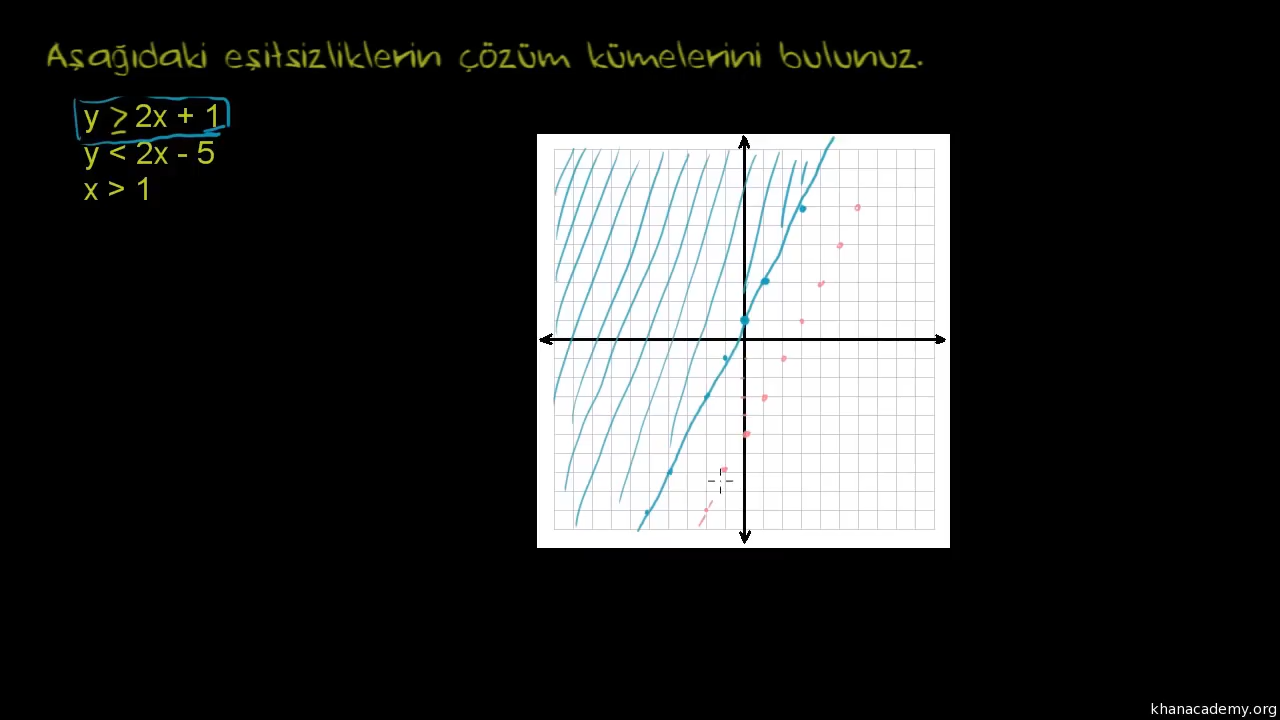 Aşağıdaki eşitsizliklerin çözüm kümelerini bulunuz.
y ≥ 2x + 1
y < 2x - 5
x > 1
khanacademy.org